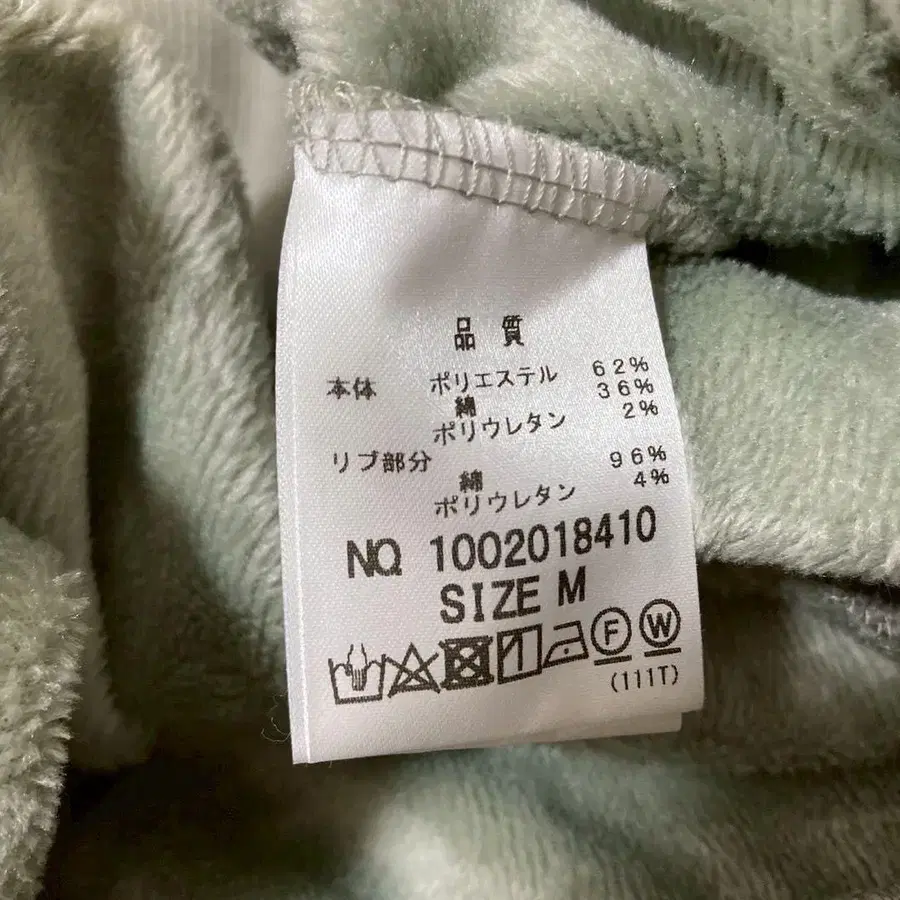 品質
本体 ポリエステル 62%
綿 36%
ポリウレタン 2%
リブ部分
綿 96%
ポリウレタン 4%
NO. 1002018410
SIZE M
F W
(111T)